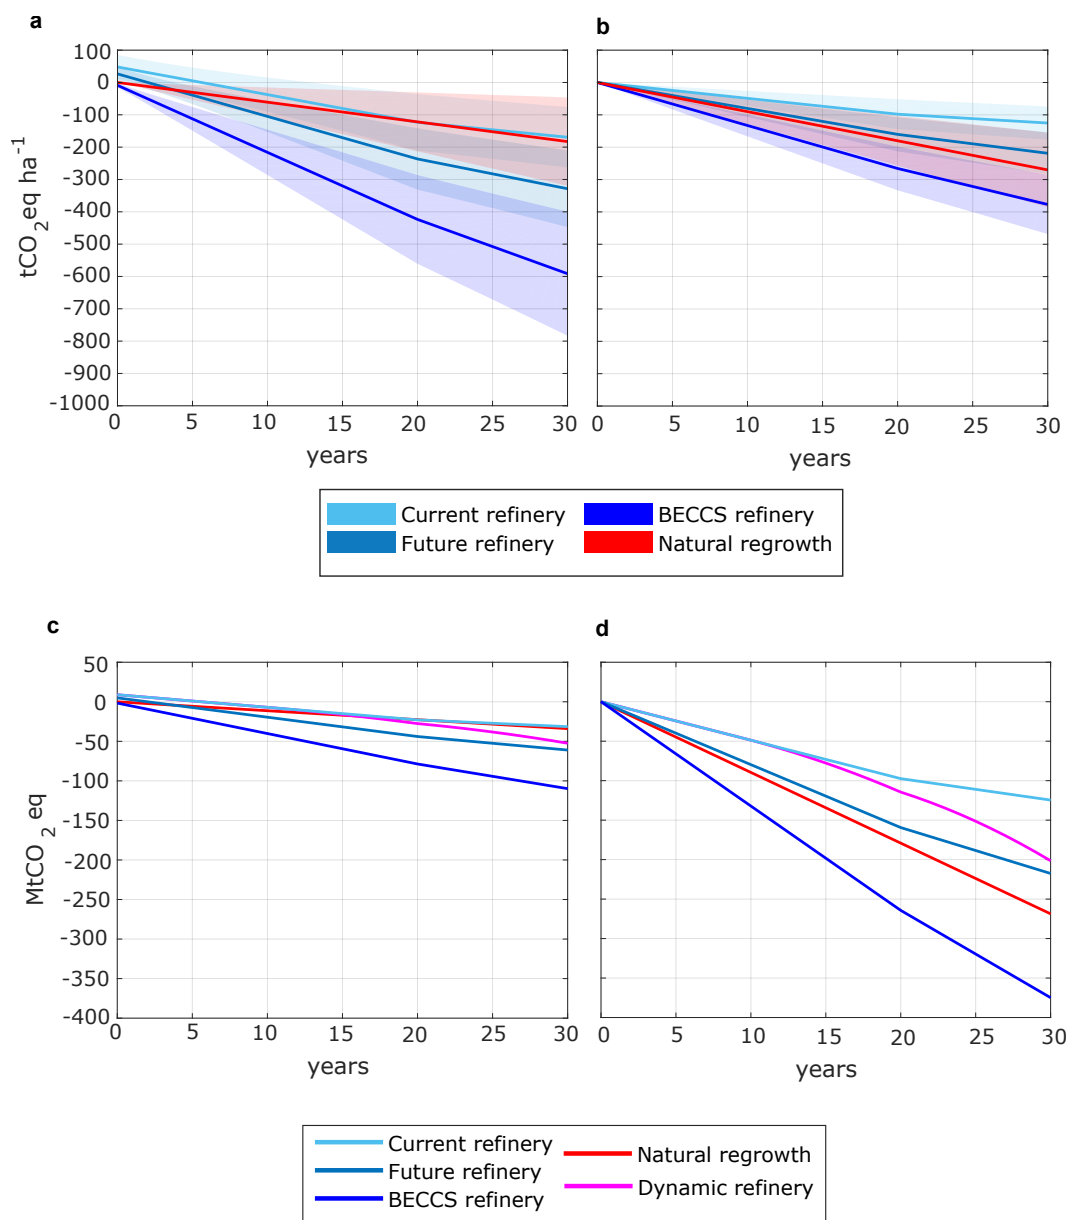 a
b
100
0
-100
-200
-300
-400
-500
-600
-700
-800
-900
-1000
tCO2eq ha-1
0 5 10 15 20 25 30
years
0 5 10 15 20 25 30
years
Current refinery
BECCS refinery
Future refinery
Natural regrowth
c
d
50
0
-50
-100
-150
-200
-250
-300
-350
-400
MtCO2 eq
0 5 10 15 20 25 30
years
0 5 10 15 20 25 30
years
Current refinery
Future refinery
BECCS refinery
Natural regrowth
Dynamic refinery